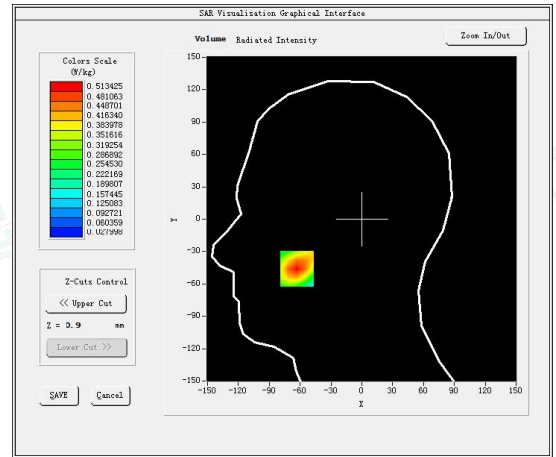 SAR Visualisation Graphical Interface
Volume Radiated Intensity
Zoom In/Out
Colors Scale
(W/kg)
0.513425
0.481063
0.448701
0.416340
0.383978
0.351616
0.319254
0.286892
0.254530
0.222169
0.189807
0.157445
0.125083
0.092721
0.060359
0.027998
Z-Cuts Control
<< Upper Cut
Z = 0.9 mm
Lower Cut >>
SAVE
Cancel
150
120
90
60
30
0
-30
-60
-90
-120
-150
Y
-150 -120 -90 -60 -30 0 30 60 90 120 150
X